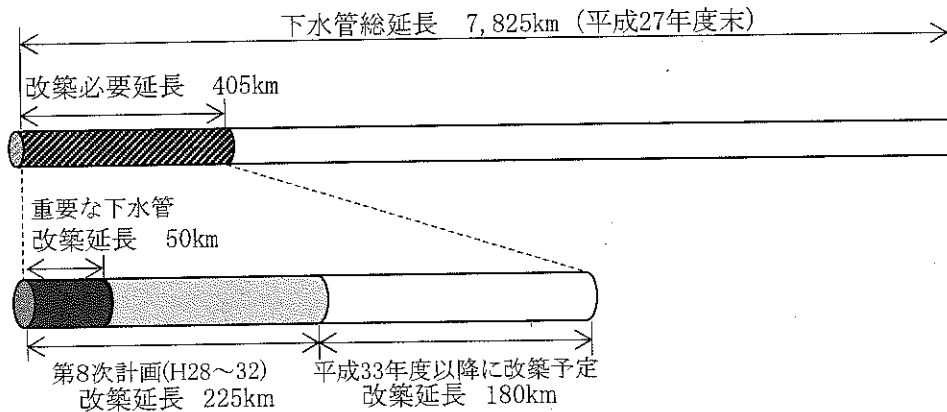 下水管総延長 7,825km (平成27年度末)
改築必要延長 405km
重要な下水管
改築延長 50km
第8次計画(H28～32)
改築延長 225km
平成33年度以降に改築予定
改築延長 180km